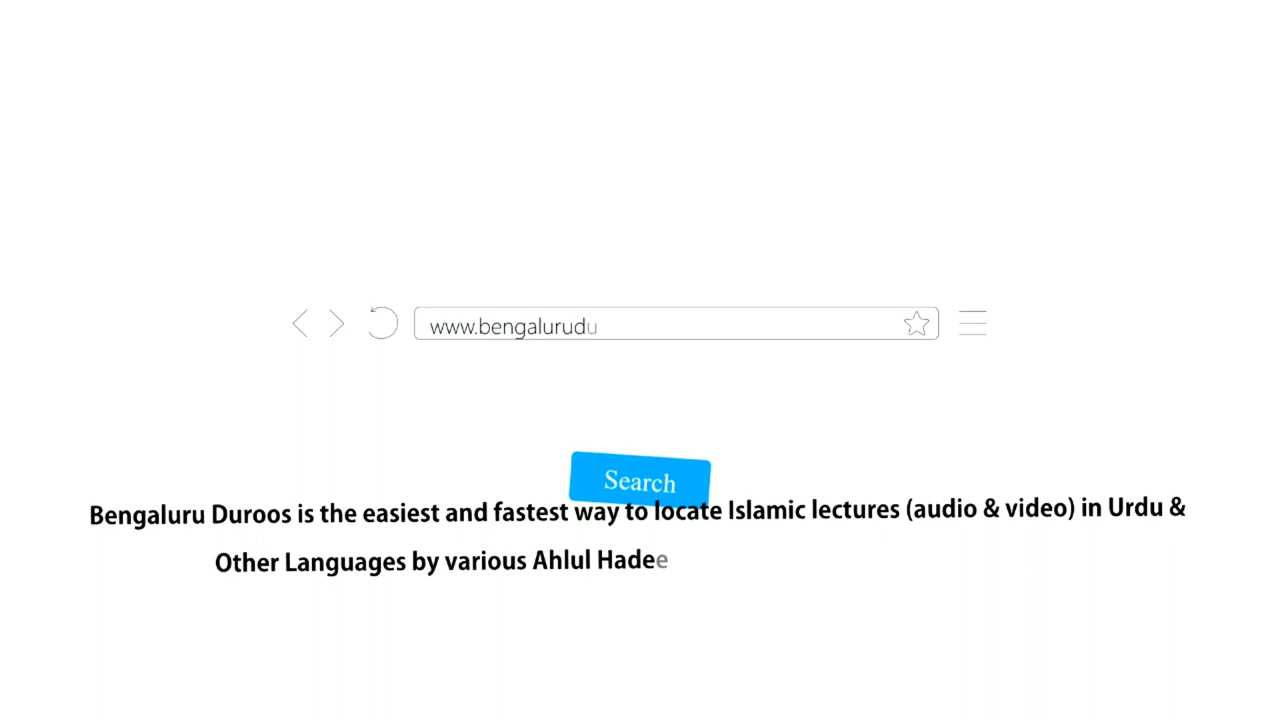 www.bengalurudu
Search
Bengaluru Duroos is the easiest and fastest way to locate Islamic lectures (audio & video) in Urdu &
Other Languages by various Ahlul Hadee